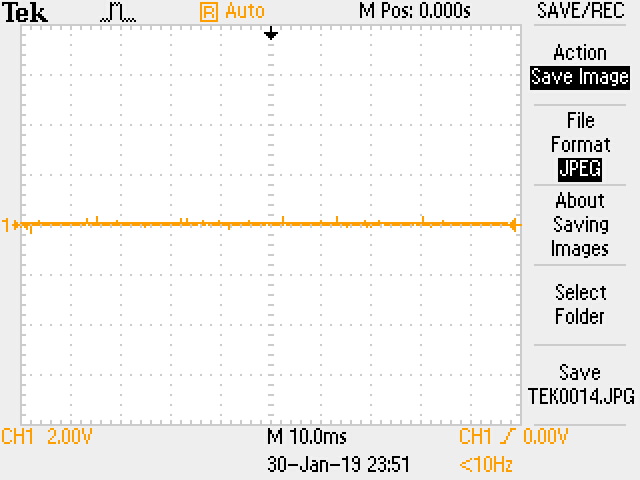 Tek R Auto M Pos: 0.000s SAVE/REC
Action
Save Image
File
Format
JPEG
About
Saving
Images
Select
Folder
Save
TEK0014.JPG
1
CH1 2.00V M 10.0ms CH1 0.00V
30-Jan-19 23:51 <10Hz